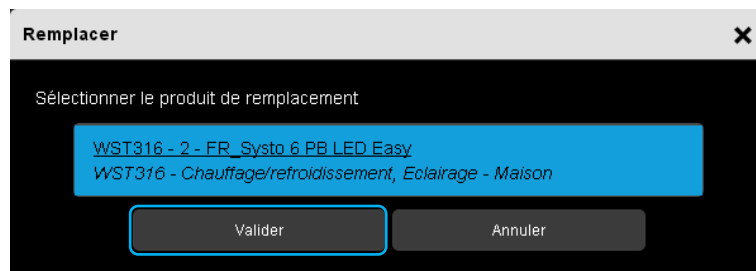 Remplacer
Sélectionner le produit de remplacement
WST316 - 2 - FR_Systo 6 PB LED Easy
WST316 - Chauffage/refroidissement, Eclairage - Maison
Valider
Annuler